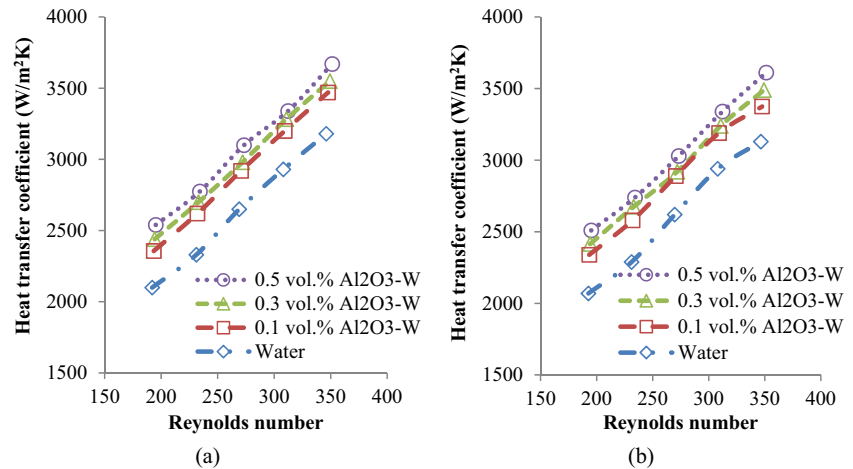 4000
3500
3000
2500
2000
1500
Heat transfer coefficient (W/m²K)
0.5 vol.% Al2O3-W
0.3 vol.% Al2O3-W
0.1 vol.% Al2O3-W
Water
150 200 250 300 350 400
Reynolds number
(a)
4000
3500
3000
2500
2000
1500
Heat transfer coefficient (W/m²K)
0.5 vol.% Al2O3-W
0.3 vol.% Al2O3-W
0.1 vol.% Al2O3-W
Water
150 200 250 300 350 400
Reynolds number
(b)